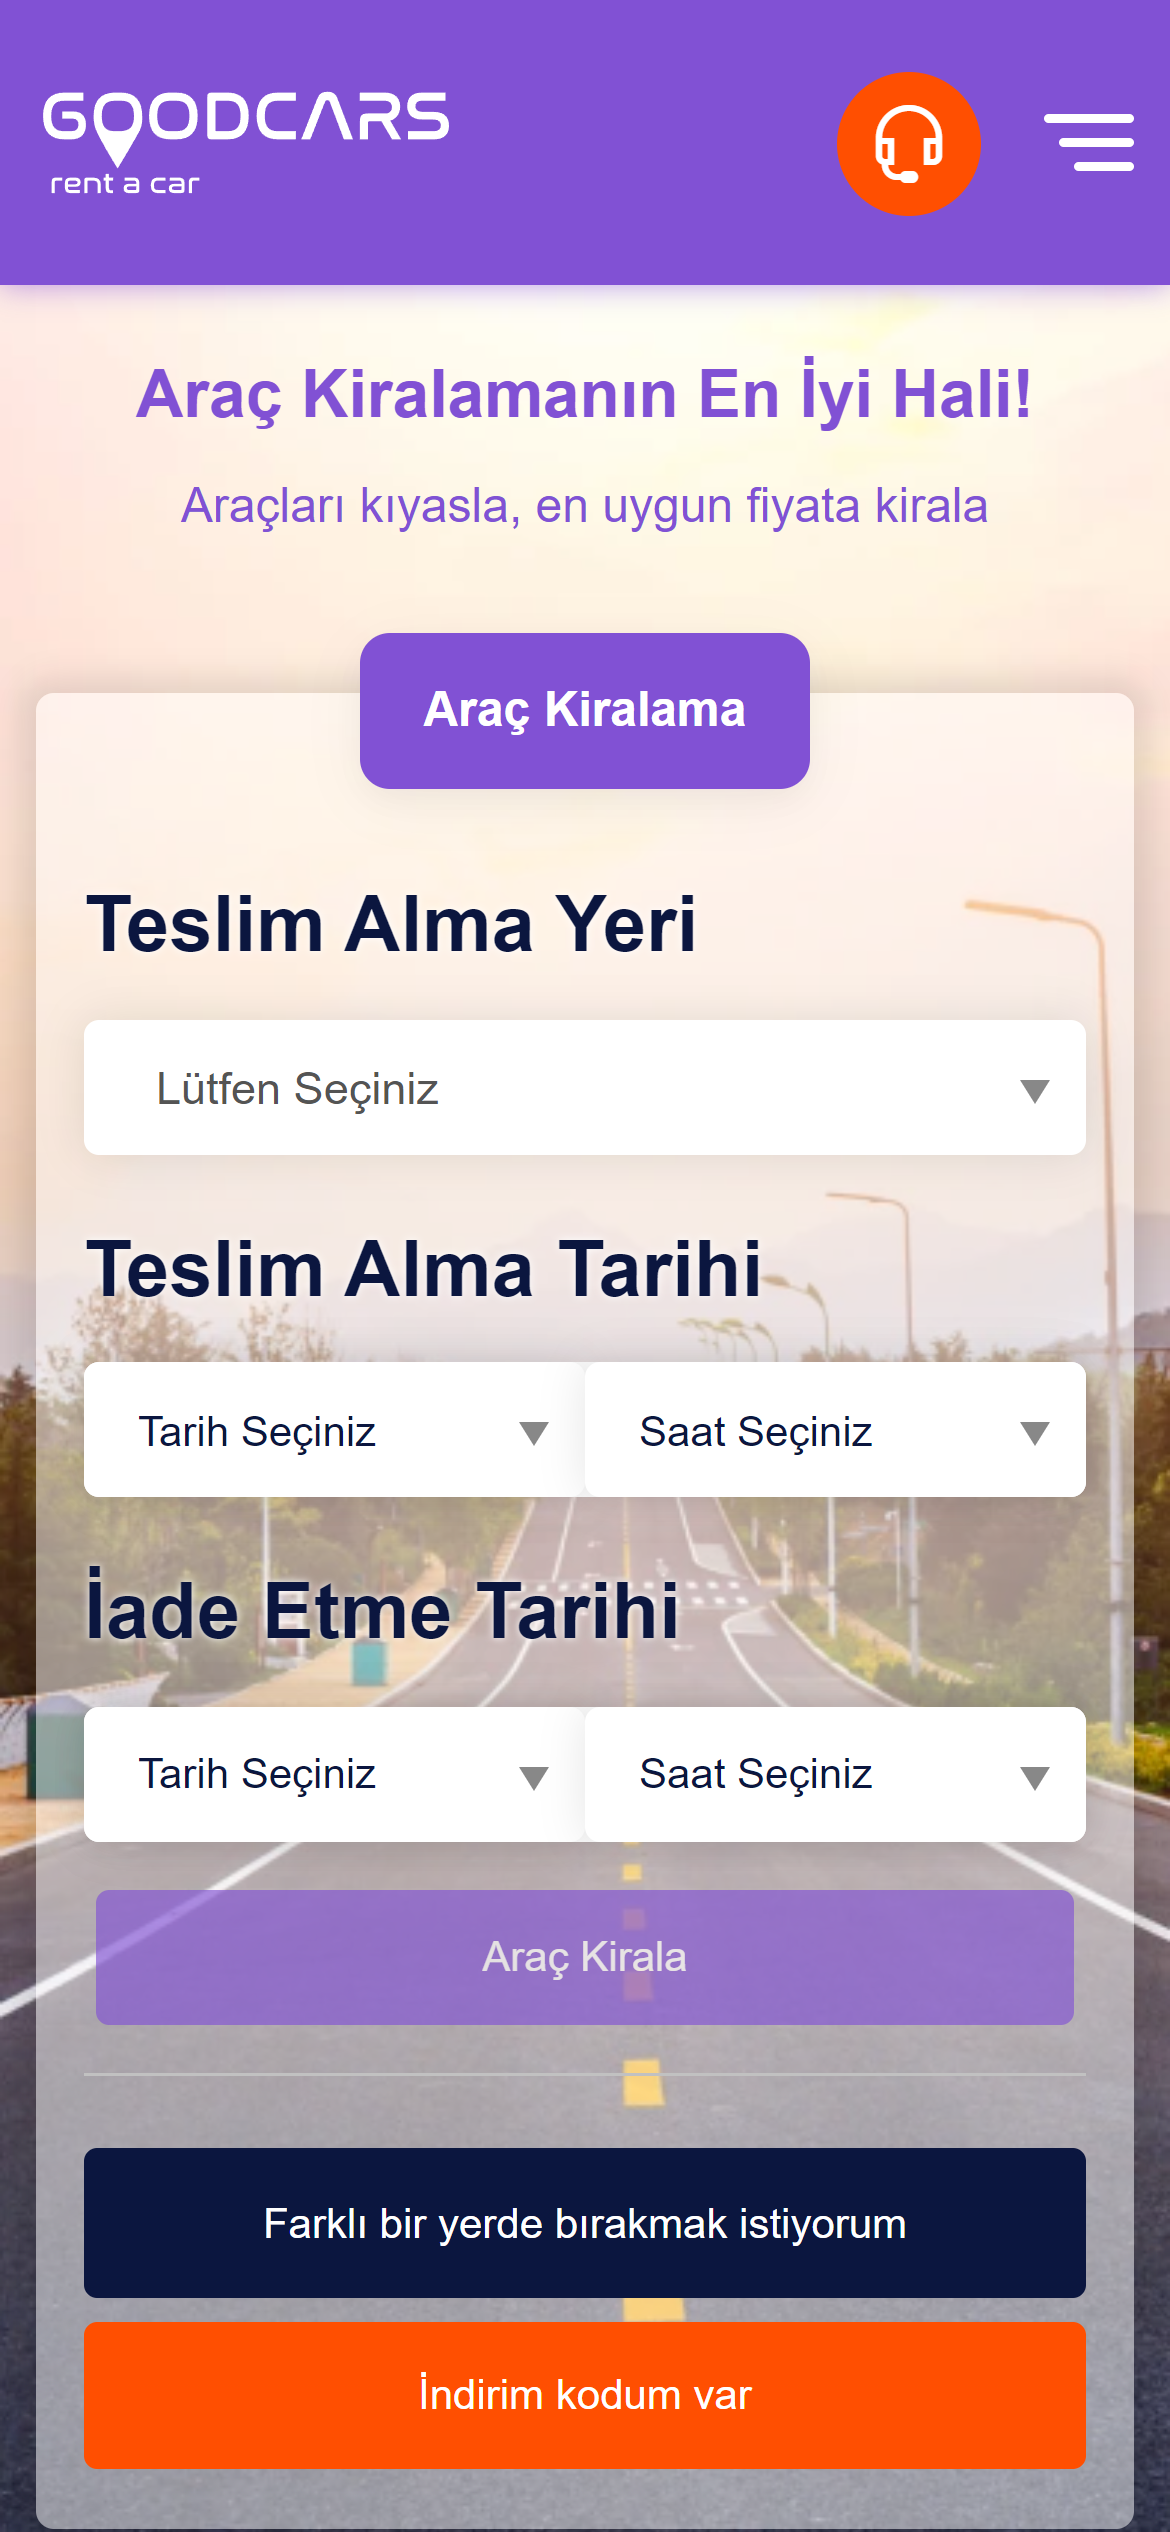 GOODCARS
rent a car
Araç Kiralamanın En İyi Hali!
Araçları kıyasla, en uygun fiyata kirala
Araç Kiralama
Teslim Alma Yeri
Lütfen Seçiniz
Teslim Alma Tarihi
Tarih Seçiniz
Saat Seçiniz
İade Etme Tarihi
Tarih Seçiniz
Saat Seçiniz
Araç Kirala
Farklı bir yerde bırakmak istiyorum
İndirim kodum var